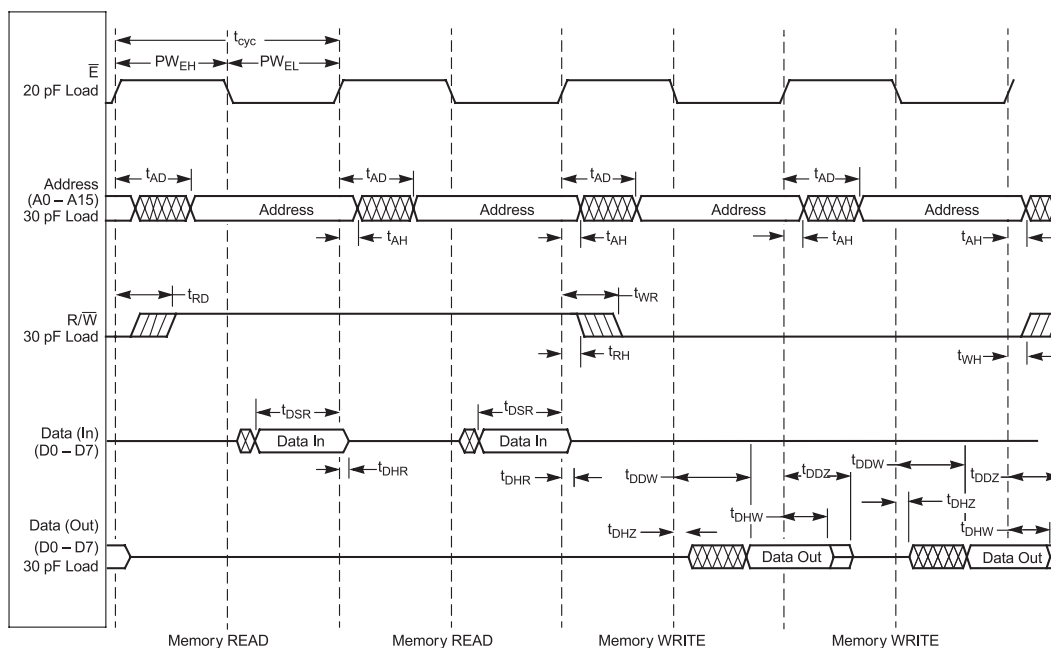 t_cyc
PW_EH PW_EL
E̅
20 pF Load
t_AD t_AD t_AD t_AD
Address
(A0 – A15)
30 pF Load
Address Address Address Address
t_AH t_AH t_AH t_AH
t_RD t_WR
R/W̅
30 pF Load
t_RH t_WH
t_DSR t_DSR
Data (In)
(D0 – D7)
Data In Data In
t_DHR t_DHR t_DDW t_DDZ t_DDW t_DDZ
t_DHZ t_DHW t_DHZ t_DHW
Data (Out)
(D0 – D7)
30 pF Load
Data Out Data Out
Memory READ Memory READ Memory WRITE Memory WRITE